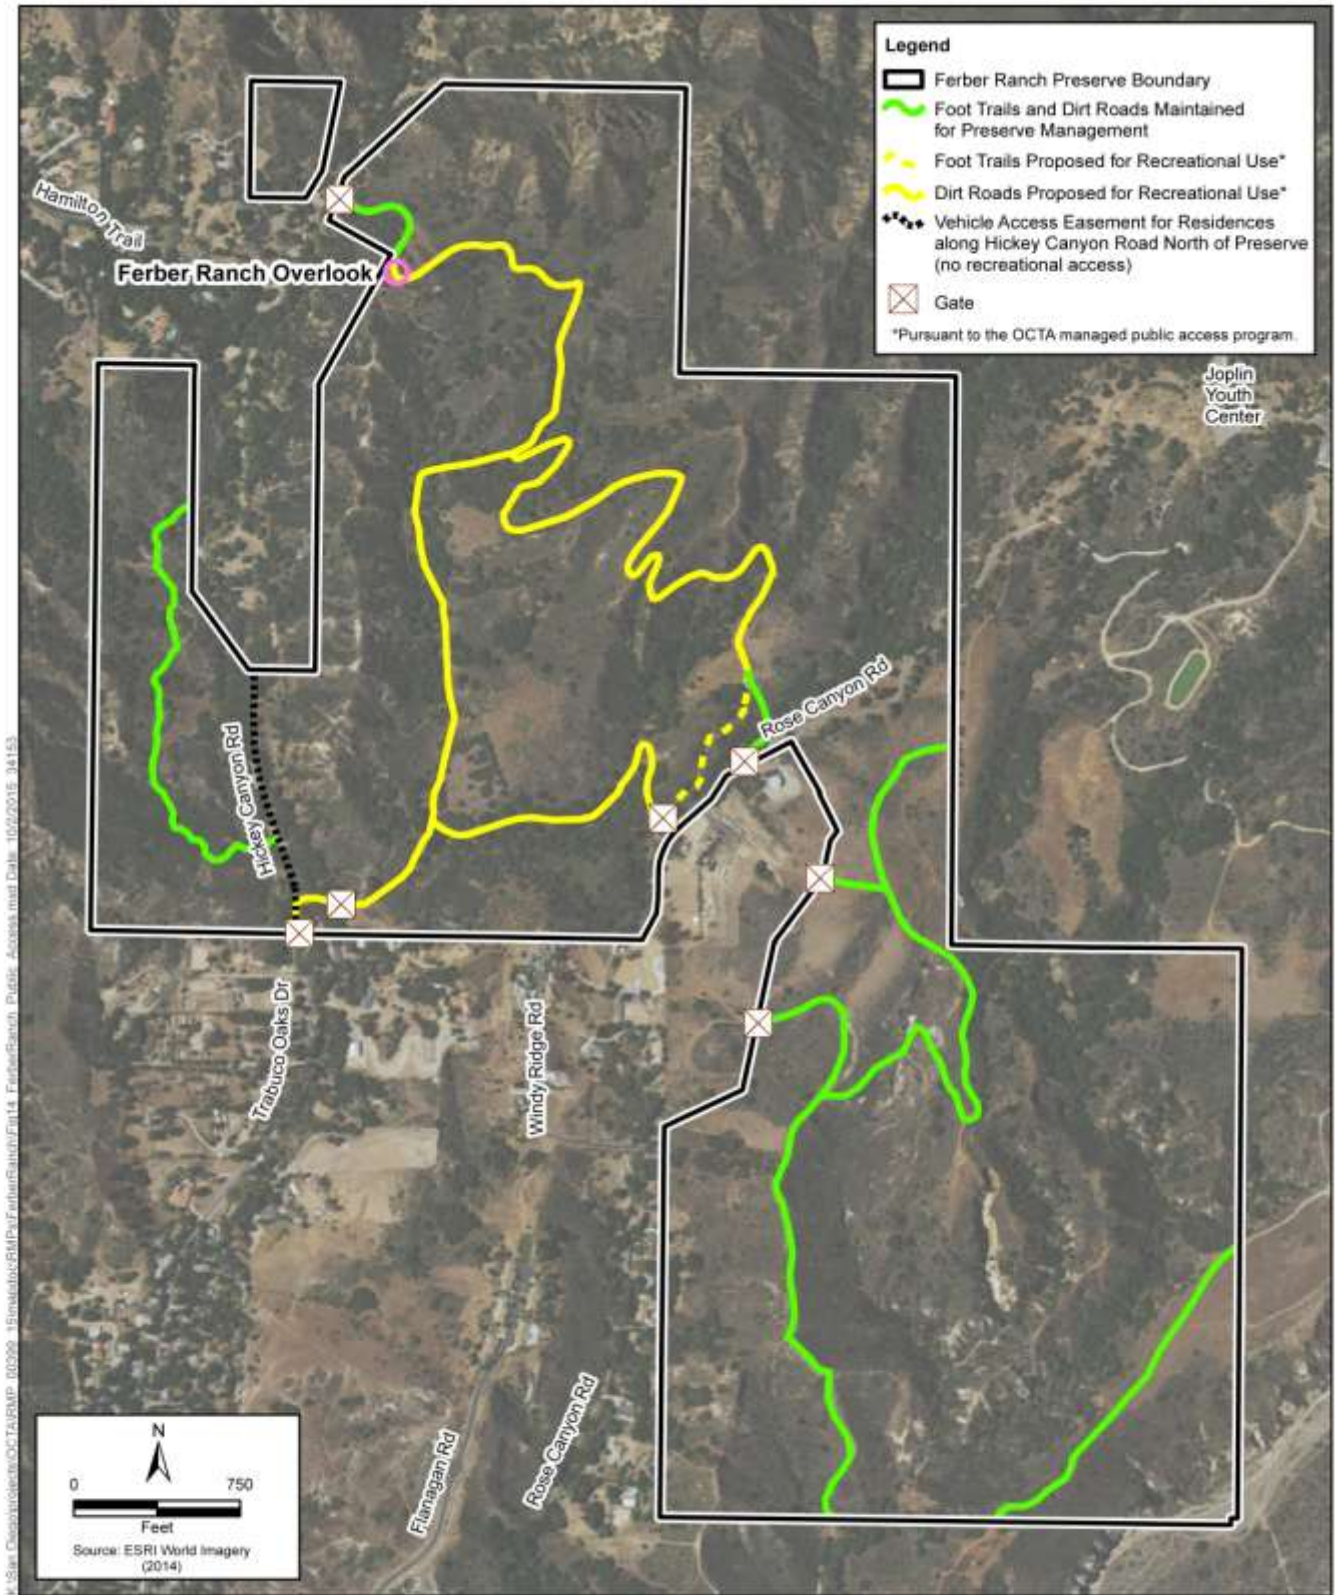 Legend
Ferber Ranch Preserve Boundary
Foot Trails and Dirt Roads Maintained
for Preserve Management
Foot Trails Proposed for Recreational Use*
Dirt Roads Proposed for Recreational Use*
Vehicle Access Easement for Residences
along Hickey Canyon Road North of Preserve
(no recreational access)
Gate
*Pursuant to the OCTA managed public access program.
Hamilton Trail
Ferber Ranch Overlook
Joplin
Youth
Center
Rose Canyon Rd
Hickey Canyon Rd
Trabuco Oaks Dr
Windy Ridge Rd
Flanagan Rd
Rose Canyon Rd
N
0 750
Feet
Source: ESRI World Imagery
(2014)